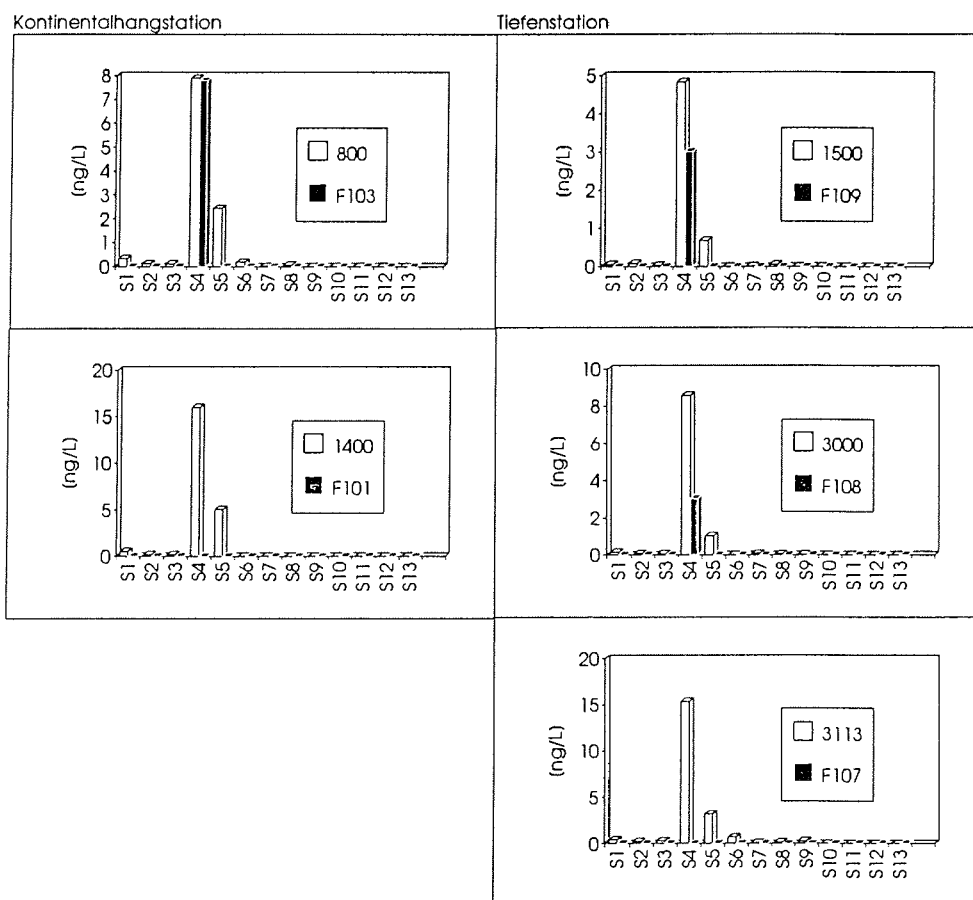 Kontinentalhangstation
Tiefenstation
(ng/L)
8
7
6
5
4
3
2
1
0
800
F103
S1 S2 S3 S4 S5 S6 S7 S8 S9 S10 S11 S12 S13
(ng/L)
5
4
3
2
1
0
1500
F109
S1 S2 S3 S4 S5 S6 S7 S8 S9 S10 S11 S12 S13
(ng/L)
20
15
10
5
0
1400
F101
S1 S2 S3 S4 S5 S6 S7 S8 S9 S10 S11 S12 S13
(ng/L)
10
8
6
4
2
0
3000
F108
S1 S2 S3 S4 S5 S6 S7 S8 S9 S10 S11 S12 S13
(ng/L)
20
15
10
5
0
3113
F107
S1 S2 S3 S4 S5 S6 S7 S8 S9 S10 S11 S12 S13